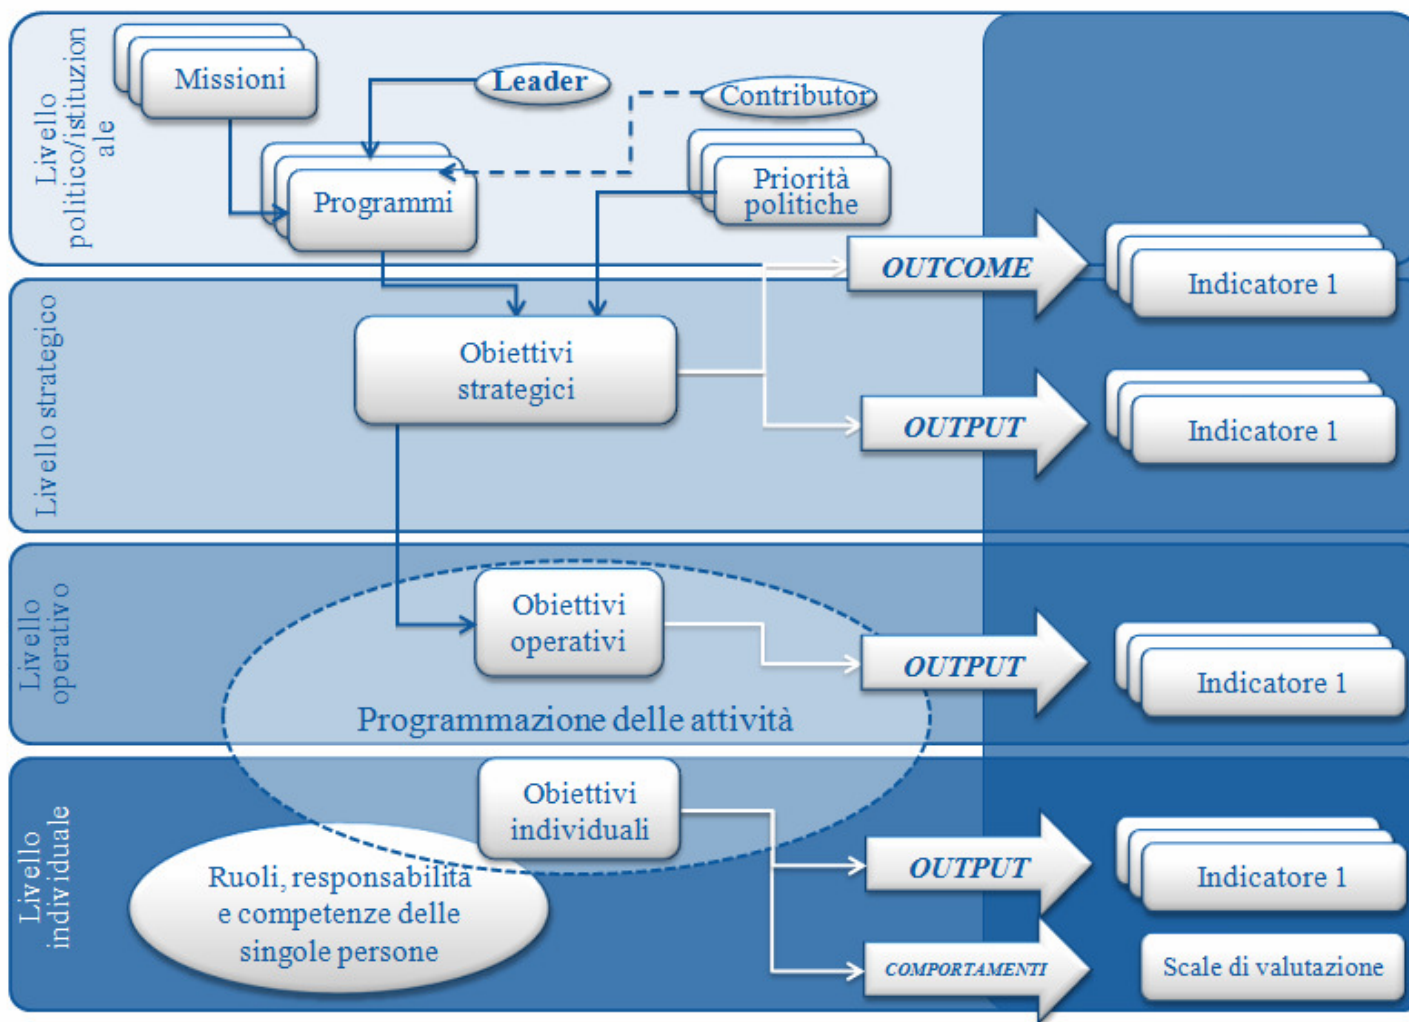 Livello
politico/istituzion
ale
Missioni
Leader
Contributor
Programmi
Priorità
politiche
OUTCOME
Indicatore 1
Livello strategico
Obiettivi
strategici
OUTPUT
Indicatore 1
Livello
operativo
Obiettivi
operativi
OUTPUT
Indicatore 1
Programmazione delle attività
Livello
individuale
Obiettivi
individuali
Ruoli, responsabilità
e competenze delle
singole persone
OUTPUT
Indicatore 1
COMPORTAMENTI
Scale di valutazione